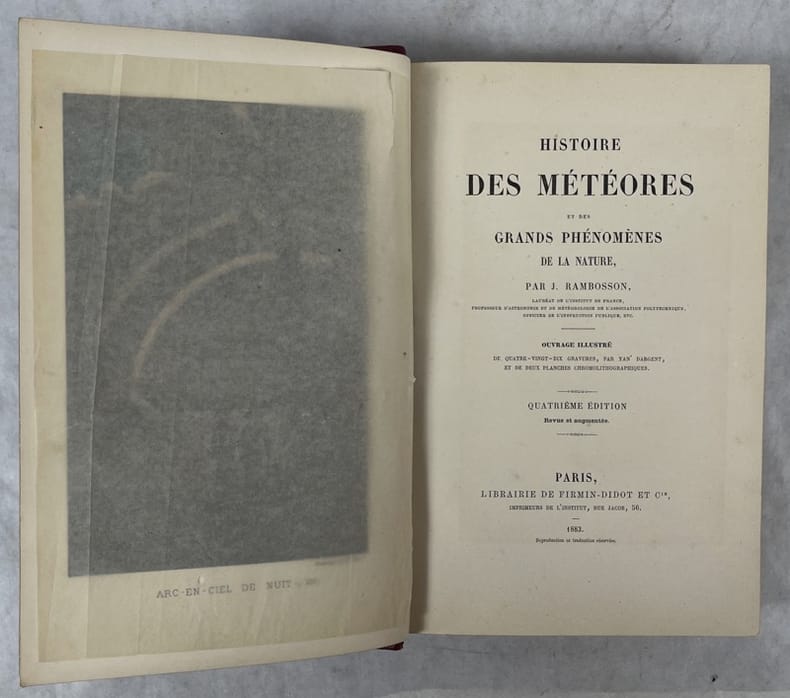 ARC-EN-CIEL DE NUIT
HISTOIRE
DES MÉTÉORES
ET DES
GRANDS PHÉNOMÈNES
DE LA NATURE,
PAR J. RAMBOSSON,
LAURÉAT DE L'INSTITUT DE FRANCE,
PROFESSEUR D'ASTRONOMIE ET DE MÉTÉOROLOGIE DE L'ASSOCIATION POLYTECHNIQUE,
OFFICIER DE L'INSTRUCTION PUBLIQUE, ETC.
OUVRAGE ILLUSTRÉ
DE QUATRE-VINGT-DIX GRAVURES, PAR YAN' DARGENT,
ET DE DEUX PLANCHES CHROMOLITHOGRAPHIQUES.
QUATRIÈME ÉDITION
Revue et augmentée.
PARIS,
LIBRAIRIE DE FIRMIN-DIDOT ET Cie,
IMPRIMEURS DE L'INSTITUT, RUE JACOB, 56.
1883.
Reproduction et traduction réservées.